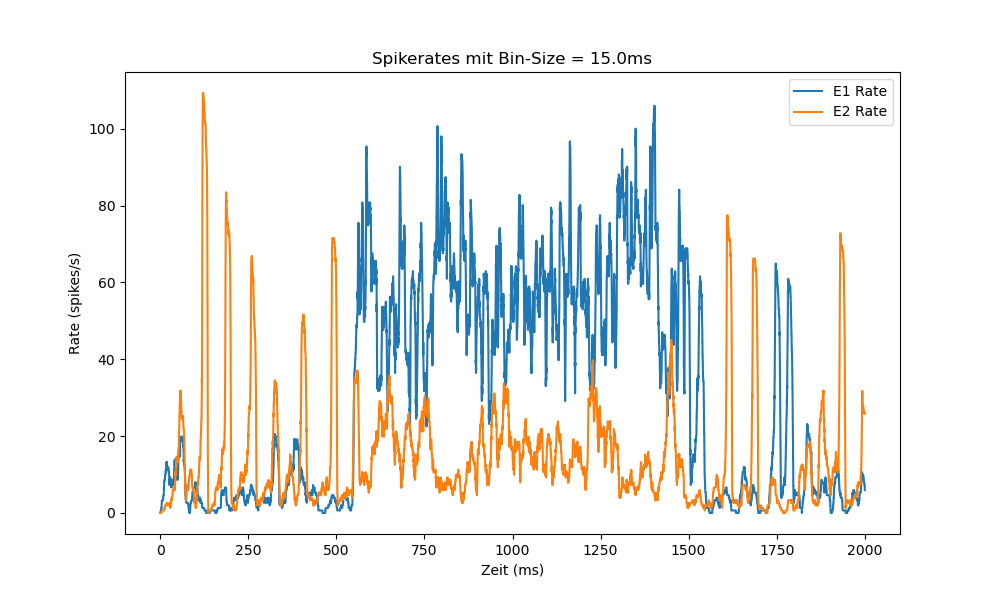 Spikerates mit Bin-Size = 15.0ms
E1 Rate
E2 Rate
Rate (spikes/s)
100
80
60
40
20
0
0 250 500 750 1000 1250 1500 1750 2000
Zeit (ms)